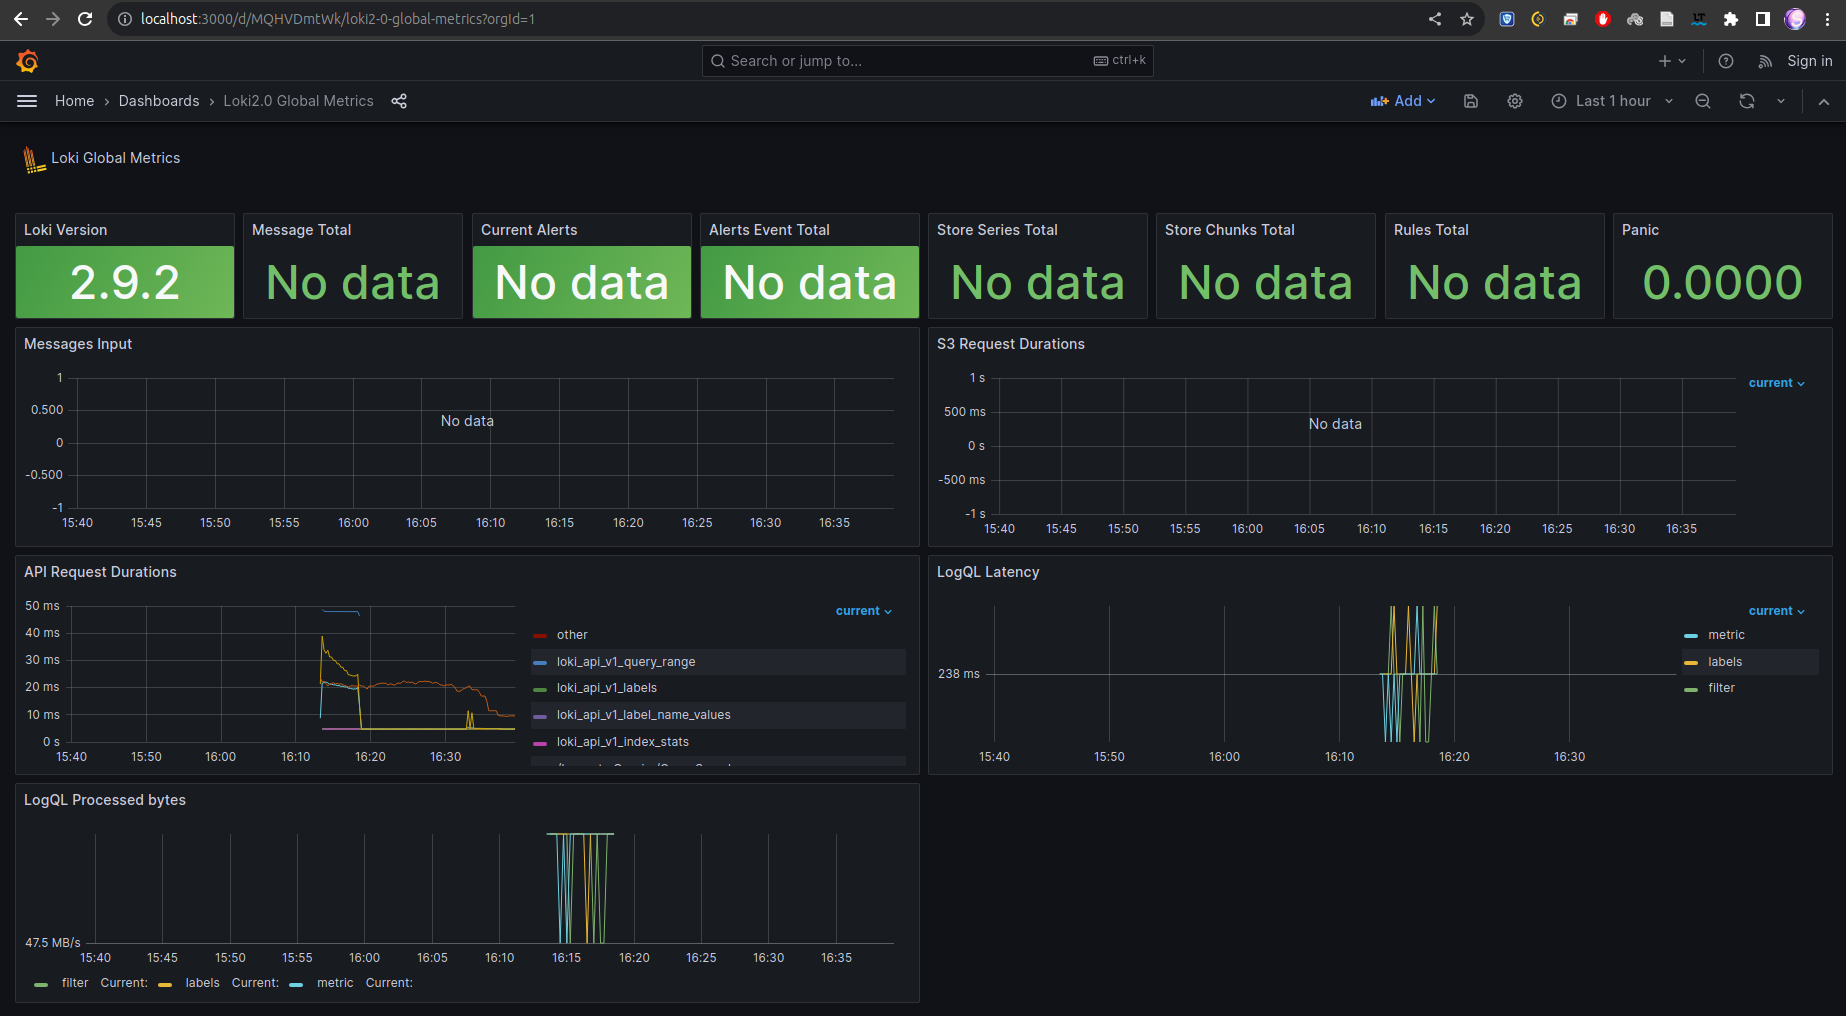 localhost:3000/d/MQHVDmtWk/loki2-0-global-metrics?orgId=1
Search or jump to...
ctrl+k
Sign in
Home › Dashboards › Loki2.0 Global Metrics
Add
Last 1 hour
Loki Global Metrics
Loki Version
2.9.2
Message Total
No data
Current Alerts
No data
Alerts Event Total
No data
Store Series Total
No data
Store Chunks Total
No data
Rules Total
No data
Panic
0.0000
Messages Input
1
0.500
0
-0.500
-1
No data
15:40 15:45 15:50 15:55 16:00 16:05 16:10 16:15 16:20 16:25 16:30 16:35
S3 Request Durations
1 s
500 ms
0 s
-500 ms
-1 s
No data
15:40 15:45 15:50 15:55 16:00 16:05 16:10 16:15 16:20 16:25 16:30 16:35
current
API Request Durations
50 ms
40 ms
30 ms
20 ms
10 ms
0 s
15:40 15:50 16:00 16:10 16:20 16:30
current
other
loki_api_v1_query_range
loki_api_v1_labels
loki_api_v1_label_name_values
loki_api_v1_index_stats
LogQL Latency
238 ms
15:40 15:50 16:00 16:10 16:20 16:30
current
metric
labels
filter
LogQL Processed bytes
47.5 MB/s
15:40 15:45 15:50 15:55 16:00 16:05 16:10 16:15 16:20 16:25 16:30 16:35
filter Current: labels Current: metric Current: